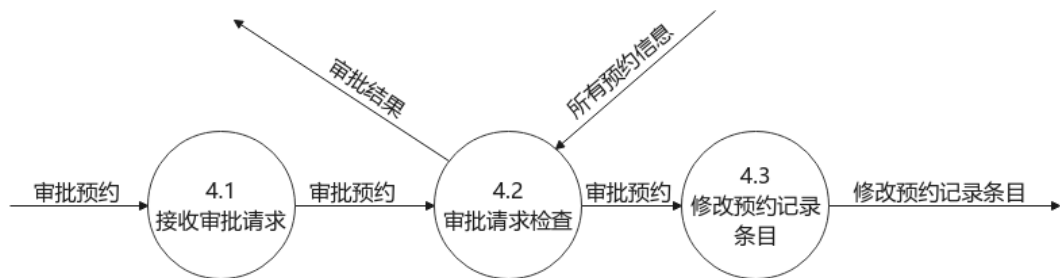 审批结果
所有预约信息
审批预约
4.1
接收审批请求
审批预约
4.2
审批请求检查
审批预约
4.3
修改预约记录
条目
修改预约记录条目